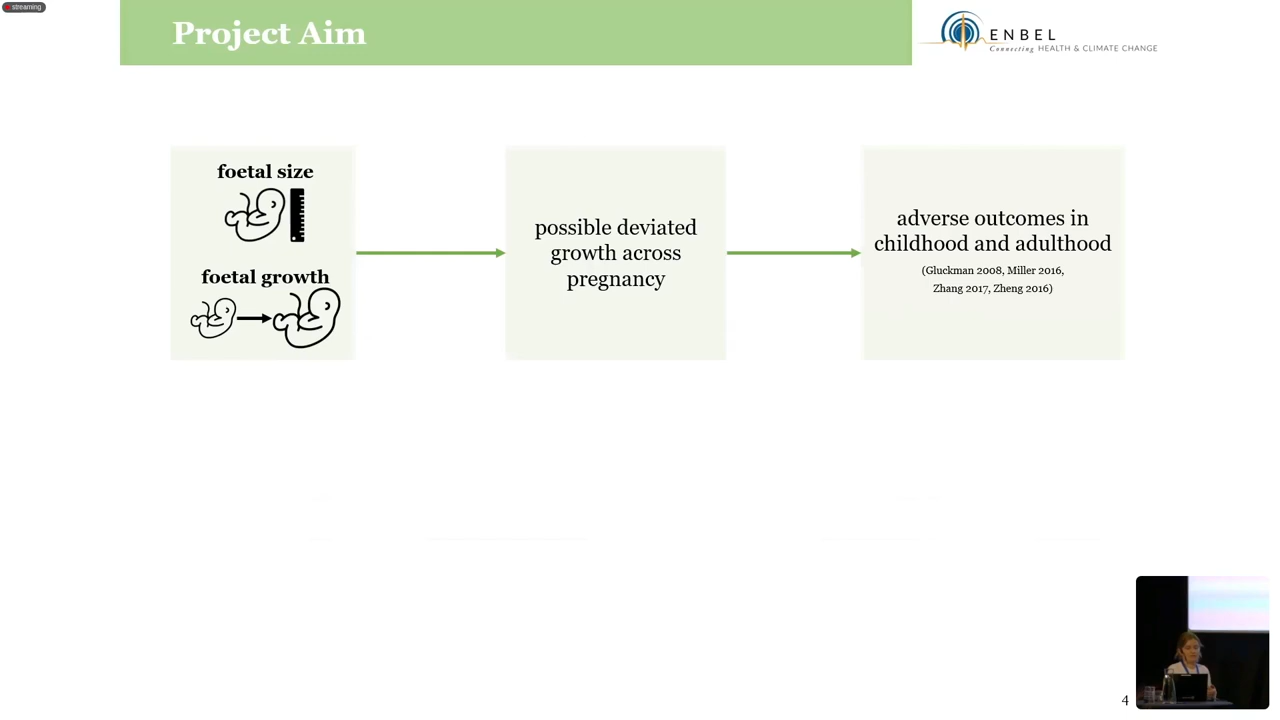 streaming
Project Aim
ENBEL
Connecting HEALTH & CLIMATE CHANGE
foetal size
foetal growth
possible deviated
growth across
pregnancy
adverse outcomes in
childhood and adulthood
(Gluckman 2008, Miller 2016,
Zhang 2017, Zheng 2016)
4